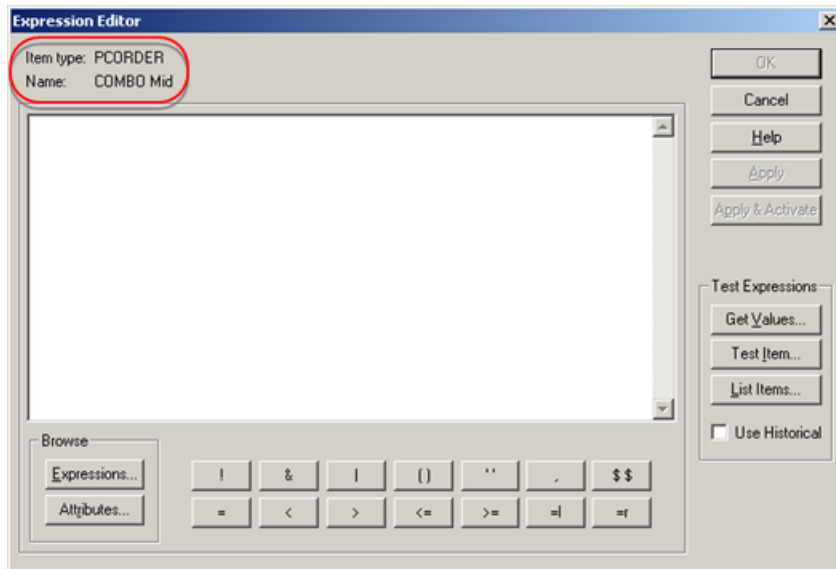 Expression Editor
Item type: PCORDER
Name: COMBO Mid
OK
Cancel
Help
Apply
Apply & Activate
Test Expressions
Get Values...
Test Item...
List Items...
Use Historical
Browse
Expressions...
Attributes...
! & | () '' , $$
= < > <= >= =l =r